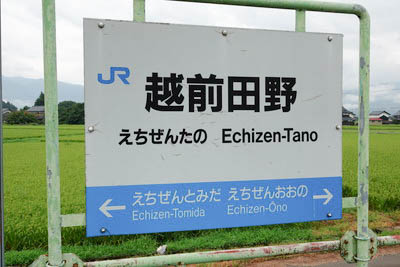 JR
越前田野
えちぜんたの Echizen-Tano
えちぜんとみだ えちぜんおおの
← Echizen-Tomida Echizen-Ōno →